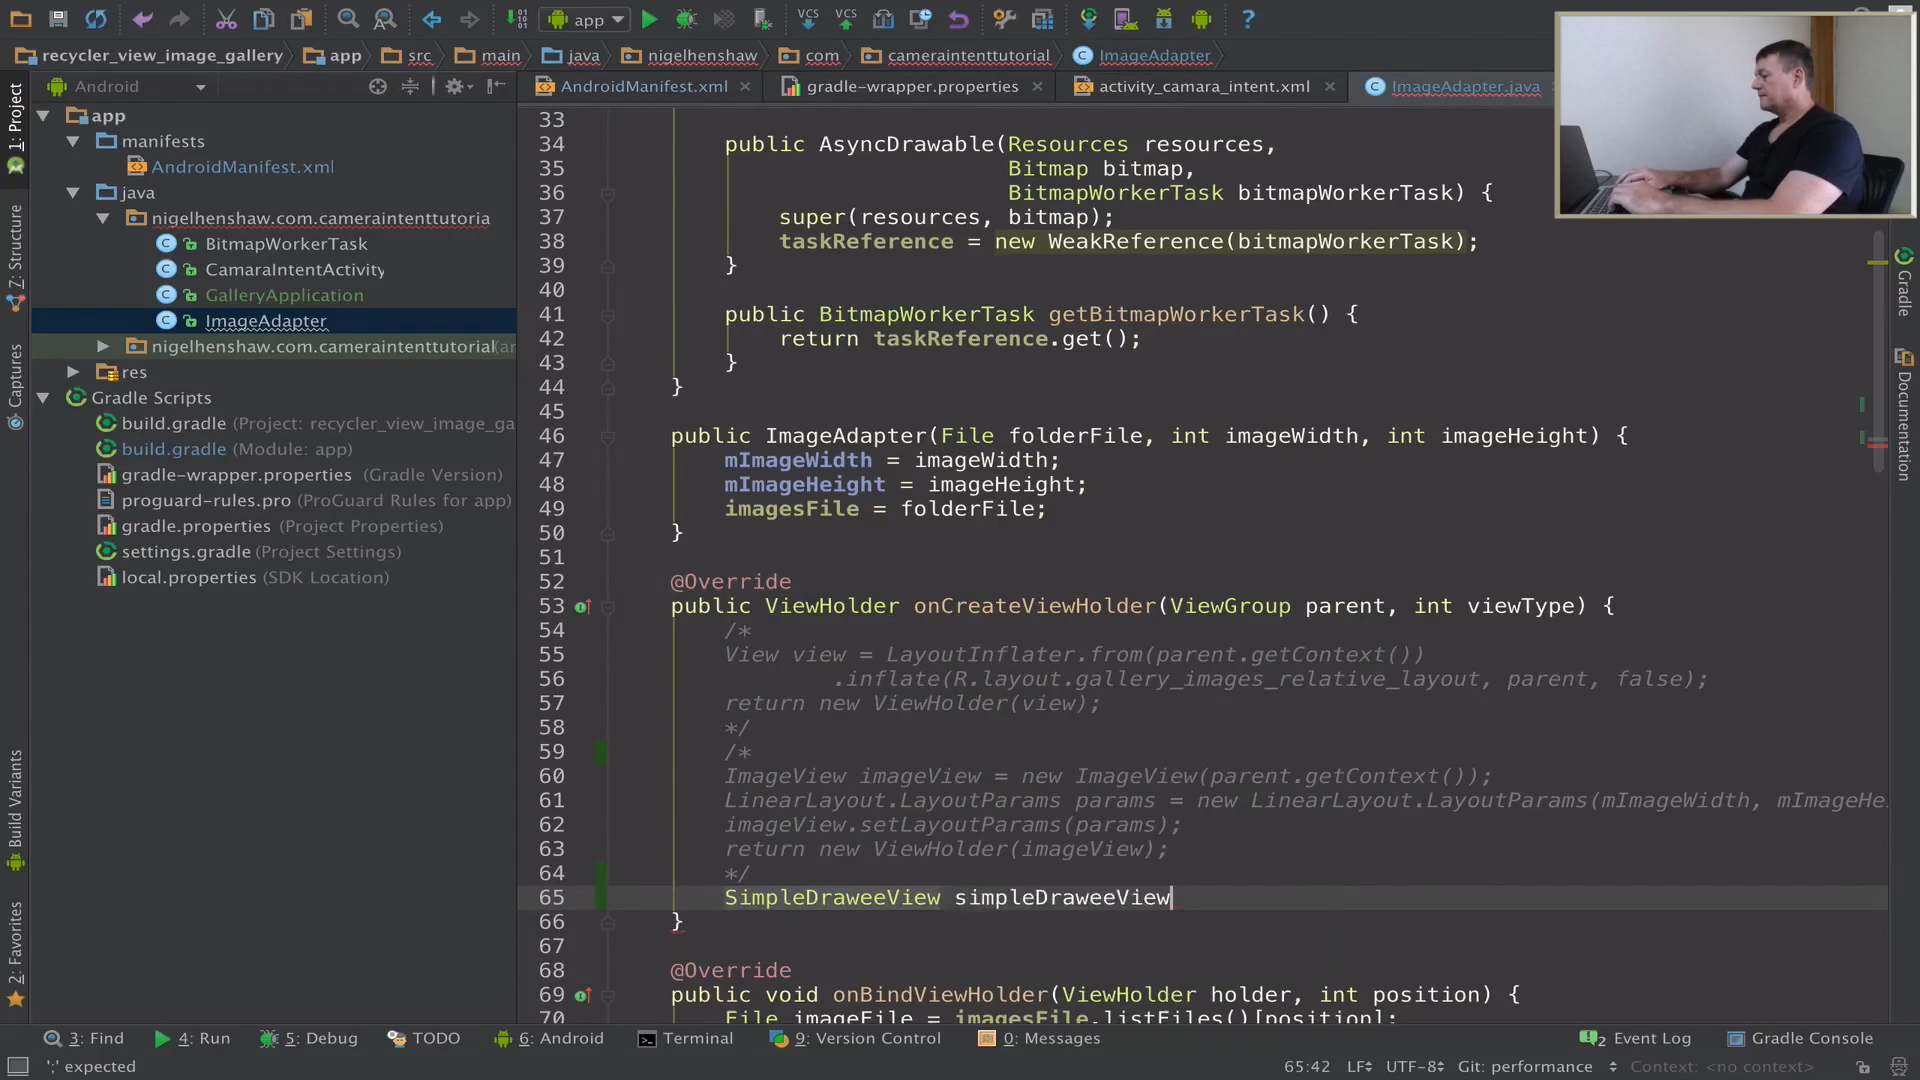 app
recycler_view_image_gallery app src main java nigelhenshaw com cameraintenttutorial ImageAdapter
Android
AndroidManifest.xml gradle-wrapper.properties activity_camara_intent.xml ImageAdapter.java
1: Project
7: Structure
Captures
Build Variants
2: Favorites
app
manifests
AndroidManifest.xml
java
nigelhenshaw.com.cameraintenttutoria
BitmapWorkerTask
CamaraIntentActivity
GalleryApplication
ImageAdapter
nigelhenshaw.com.cameraintenttutorial(ar
res
Gradle Scripts
build.gradle (Project: recycler_view_image_ga
build.gradle (Module: app)
gradle-wrapper.properties (Gradle Version)
proguard-rules.pro (ProGuard Rules for app)
gradle.properties (Project Properties)
settings.gradle (Project Settings)
local.properties (SDK Location)
33
34 public AsyncDrawable(Resources resources,
35 Bitmap bitmap,
36 BitmapWorkerTask bitmapWorkerTask) {
37 super(resources, bitmap);
38 taskReference = new WeakReference(bitmapWorkerTask);
39 }
40
41 public BitmapWorkerTask getBitmapWorkerTask() {
42 return taskReference.get();
43 }
44 }
45
46 public ImageAdapter(File folderFile, int imageWidth, int imageHeight) {
47 mImageWidth = imageWidth;
48 mImageHeight = imageHeight;
49 imagesFile = folderFile;
50 }
51
52 @Override
53 public ViewHolder onCreateViewHolder(ViewGroup parent, int viewType) {
54 /*
55 View view = LayoutInflater.from(parent.getContext())
56 .inflate(R.layout.gallery_images_relative_layout, parent, false);
57 return new ViewHolder(view);
58 */
59 /*
60 ImageView imageView = new ImageView(parent.getContext());
61 LinearLayout.LayoutParams params = new LinearLayout.LayoutParams(mImageWidth, mImageHe
62 imageView.setLayoutParams(params);
63 return new ViewHolder(imageView);
64 */
65 SimpleDraweeView simpleDraweeView
66 }
67
68 @Override
69 public void onBindViewHolder(ViewHolder holder, int position) {
70 File imageFile = imagesFile.listFiles()[position];
Gradle
Documentation
3: Find 4: Run 5: Debug TODO 6: Android Terminal 9: Version Control 0: Messages 2 Event Log Gradle Console
';' expected 65:42 LF UTF-8 Git: performance Context: <no context>